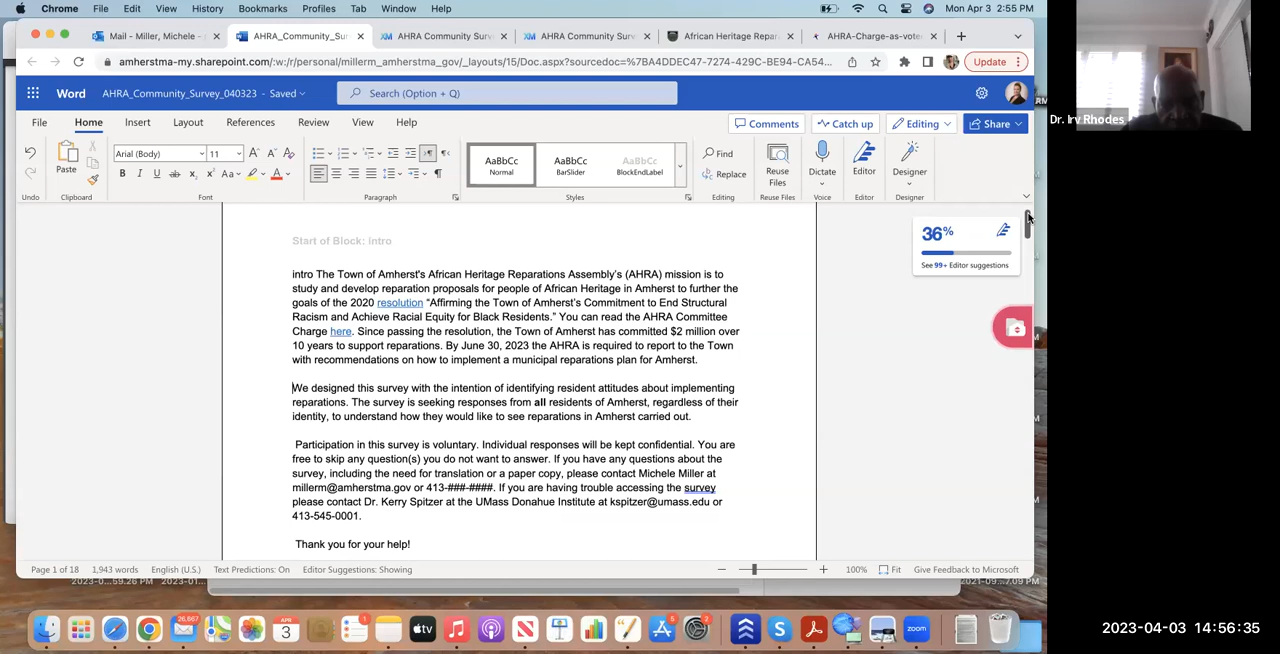 Chrome File Edit View History Bookmarks Profiles Tab Window Help
Mon Apr 3 2:55 PM
Mail - Miller, Michele -
AHRA_Community_Su
AHRA Community Surv
AHRA Community Surv
African Heritage Repar
AHRA-Charge-as-vote
amherstma-my.sharepoint.com/:w:/r/personal/millerm_amherstma_gov/_layouts/15/Doc.aspx?sourcedoc=%7BA4DDEC47-7274-429C-BE94-CA54...
Update
Word AHRA_Community_Survey_040323 - Saved
Search (Option + Q)
File Home Insert Layout References Review View Help
Comments Catch up Editing Share
Dr. Irv Rhodes
Paste
Arial (Body) 11
AaBbCc AaBbCc AaBbCc
Normal BarSlider BlockEndLabel
Find
Replace
Reuse Files
Dictate
Editor
Designer
Undo Clipboard Font Paragraph Styles Editing Reuse Files Voice Editor Designer
36%
See 99+ Editor suggestions
Start of Block: Intro
intro The Town of Amherst's African Heritage Reparations Assembly's (AHRA) mission is to
study and develop reparation proposals for people of African Heritage in Amherst to further the
goals of the 2020 resolution “Affirming the Town of Amherst's Commitment to End Structural
Racism and Achieve Racial Equity for Black Residents.” You can read the AHRA Committee
Charge here. Since passing the resolution, the Town of Amherst has committed $2 million over
10 years to support reparations. By June 30, 2023 the AHRA is required to report to the Town
with recommendations on how to implement a municipal reparations plan for Amherst.
We designed this survey with the intention of identifying resident attitudes about implementing
reparations. The survey is seeking responses from all residents of Amherst, regardless of their
identity, to understand how they would like to see reparations in Amherst carried out.
Participation in this survey is voluntary. Individual responses will be kept confidential. You are
free to skip any question(s) you do not want to answer. If you have any questions about the
survey, including the need for translation or a paper copy, please contact Michele Miller at
millerm@amherstma.gov or 413-###-####. If you are having trouble accessing the survey
please contact Dr. Kerry Spitzer at the UMass Donahue Institute at kspitzer@umass.edu or
413-545-0001.
Thank you for your help!
Page 1 of 18 1,943 words English (U.S.) Text Predictions: On Editor Suggestions: Showing
100% Fit Give Feedback to Microsoft
26,667
APR 3
tv
zoom
2023-04-03 14:56:35